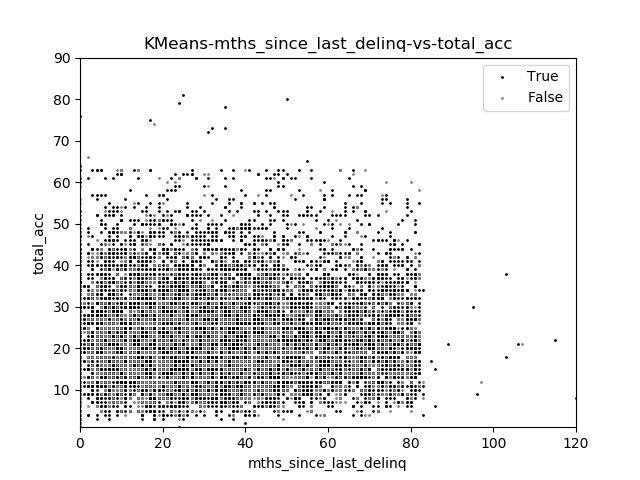 KMeans-mths_since_last_delinq-vs-total_acc
90
80
70
60
50
40
30
20
10
total_acc
True
False
0 20 40 60 80 100 120
mths_since_last_delinq